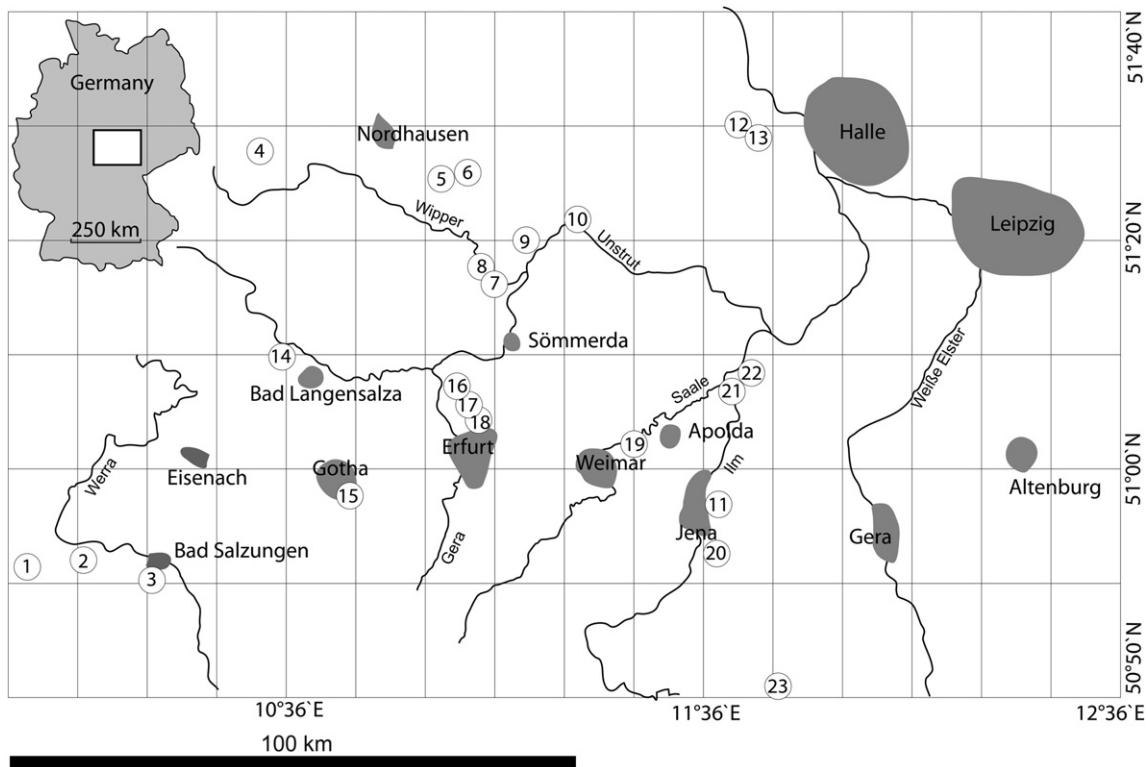 Germany
250 km
Nordhausen
Halle
Leipzig
Wipper
Unstrut
Sömmerda
Bad Langensalza
Saale
Apolda
Weiße Elster
Werra
Eisenach
Gotha
Erfurt
Weimar
Ilm
Altenburg
Bad Salzungen
Gera
Jena
Gera
1
2
3
4
5
6
7
8
9
10
11
12
13
14
15
16
17
18
19
20
21
22
23
51°40`N
51°20`N
51°00`N
50°50`N
10°36`E
11°36`E
12°36`E
100 km